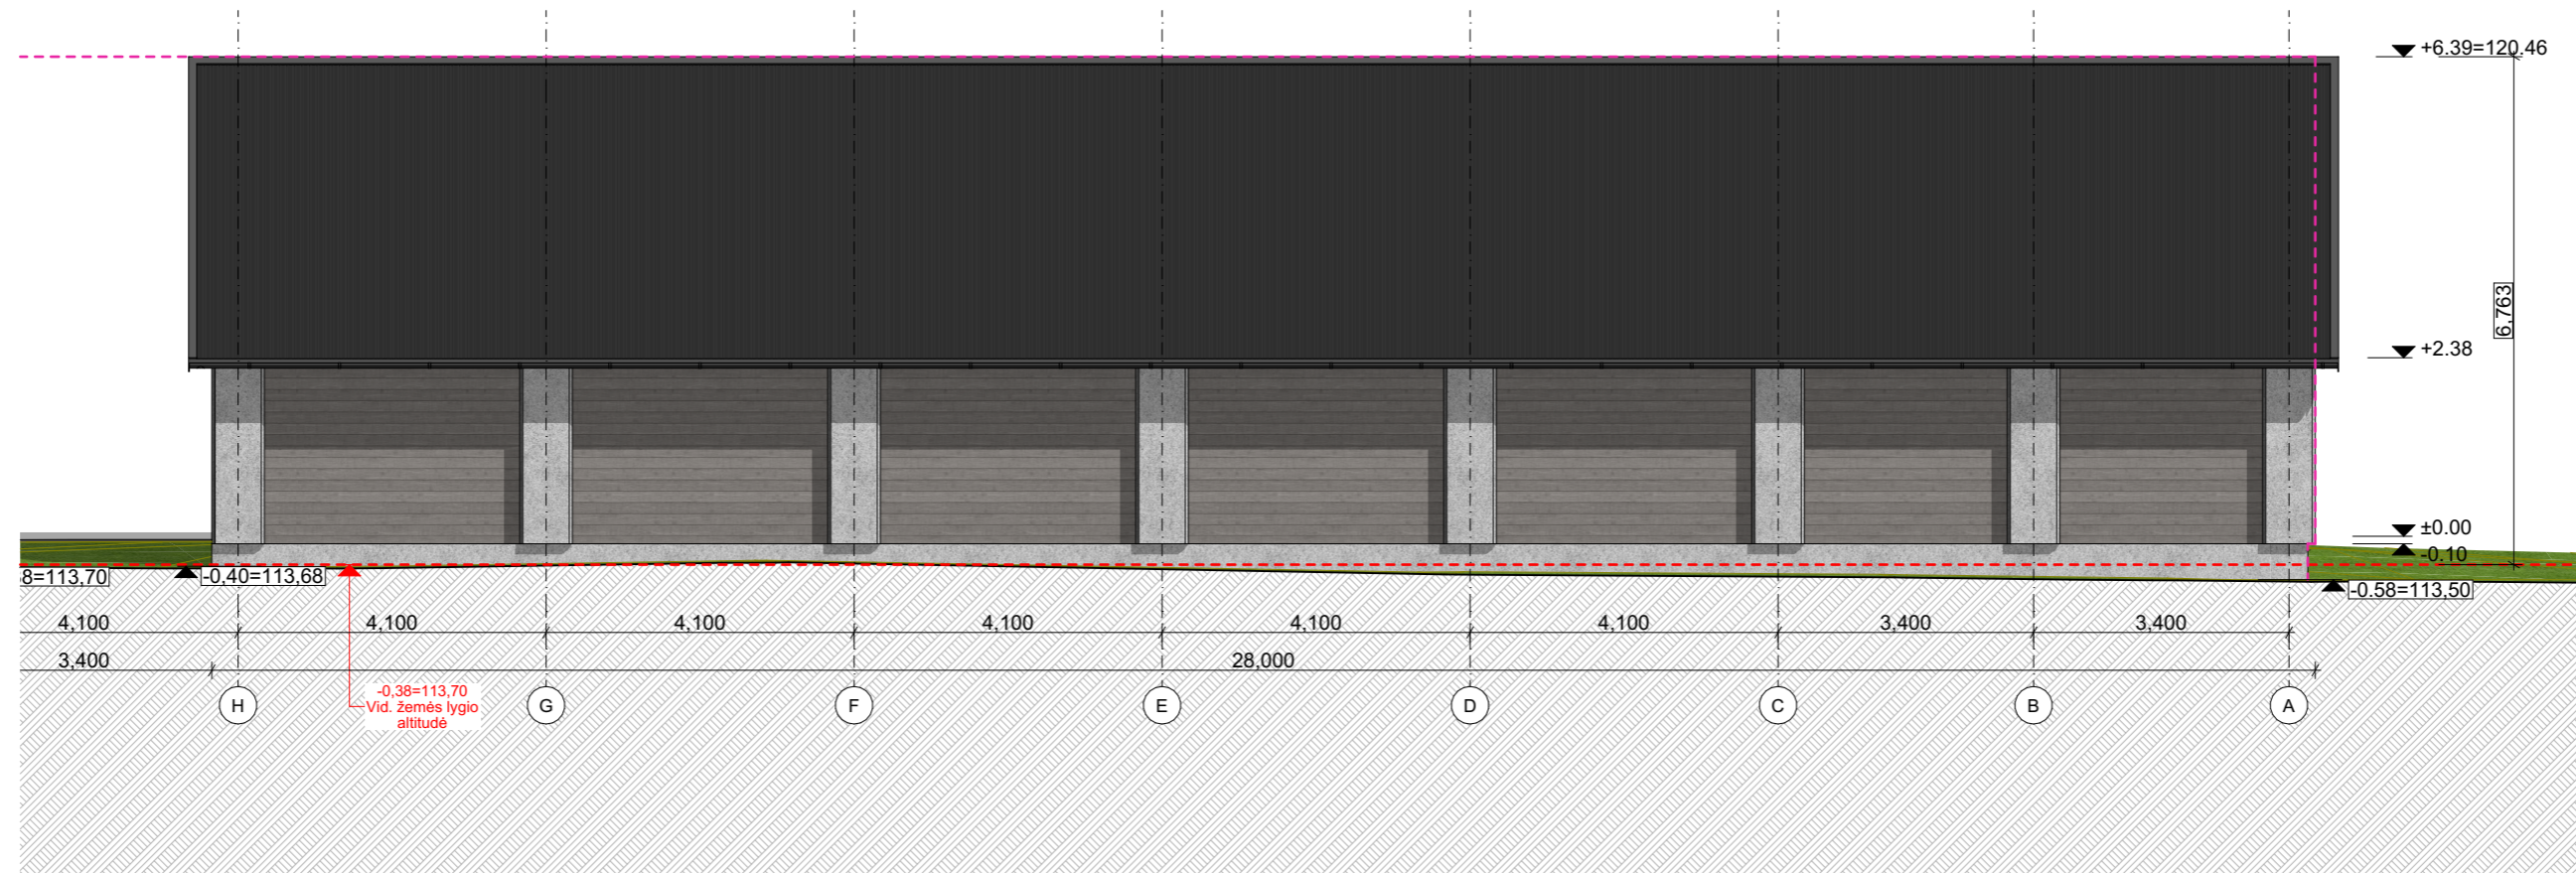 +6.39=120.46
6,763
+2.38
±0.00
-0.10
8=113,70
-0,40=113,68
-0.58=113,50
4,100
4,100
4,100
4,100
4,100
4,100
3,400
3,400
3,400
28,000
-0,38=113,70
Vid. žemės lygio
altitudė
H
G
F
E
D
C
B
A